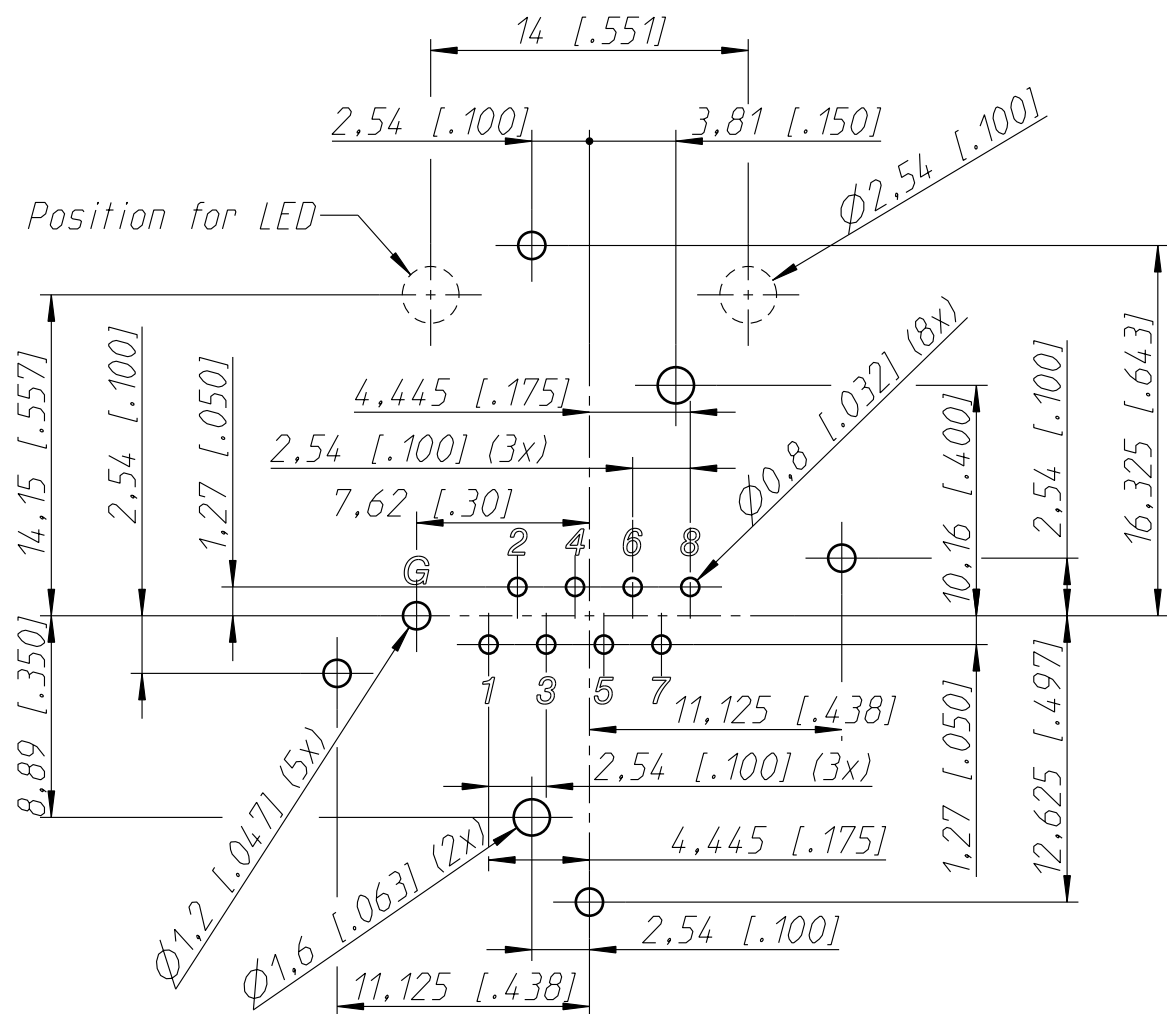 14 [.551]
2,54 [.100]
3,81 [.150]
Ø2,54 [.100]
Position for LED
14,15 [.557]
2,54 [.100]
1,27 [.050]
4,445 [.175]
2,54 [.100] (3x)
7,62 [.30]
Ø0,8 [.032] (8x)
10,16 [.400]
2,54 [.100]
16,325 [.643]
2 4 6 8
G
1 3 5 7
8,89 [.350]
11,125 [.438]
2,54 [.100] (3x)
4,445 [.175]
1,27 [.050]
12,625 [.497]
Ø1,2 [.047] (5x)
Ø1,6 [.063] (2x)
2,54 [.100]
11,125 [.438]